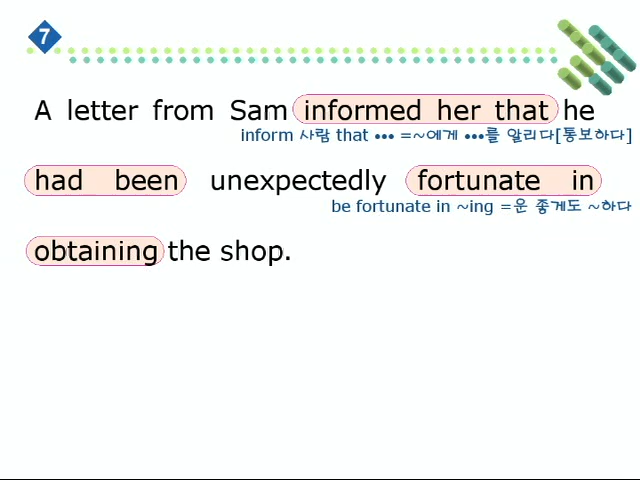 7
A letter from Sam informed her that he
inform 사람 that ••• =~에게 •••를 알리다[통보하다]
had been unexpectedly fortunate in
be fortunate in ~ing =운 좋게도 ~하다
obtaining the shop.